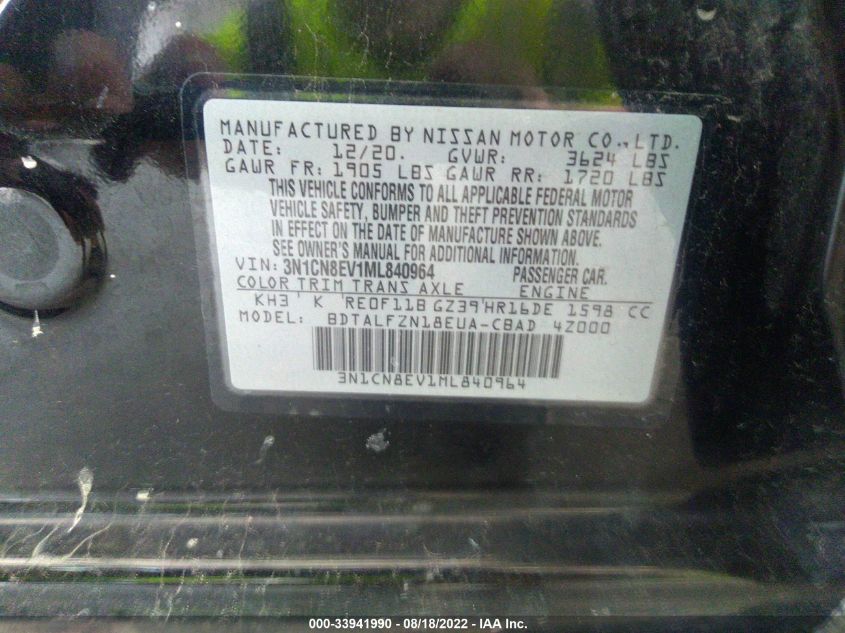 MANUFACTURED BY NISSAN MOTOR CO.,LTD.
DATE: 12/20. GVWR: 3624 LBS
GAWR FR: 1905 LBS GAWR RR: 1720 LBS
THIS VEHICLE CONFORMS TO ALL APPLICABLE FEDERAL MOTOR
VEHICLE SAFETY, BUMPER AND THEFT PREVENTION STANDARDS
IN EFFECT ON THE DATE OF MANUFACTURE SHOWN ABOVE.
SEE OWNER'S MANUAL FOR ADDITIONAL INFORMATION.
VIN: 3N1CN8EV1ML840964 PASSENGER CAR.
COLOR TRIM TRANS AXLE ENGINE
KH3 ' K 'RE0F11B GZ39'HR16DE 1598 CC
MODEL: BDTALFZN18EUA-CBAD 4Z000
3N1CN8EV1ML840964
000-33941990 - 08/18/2022 - IAA Inc.